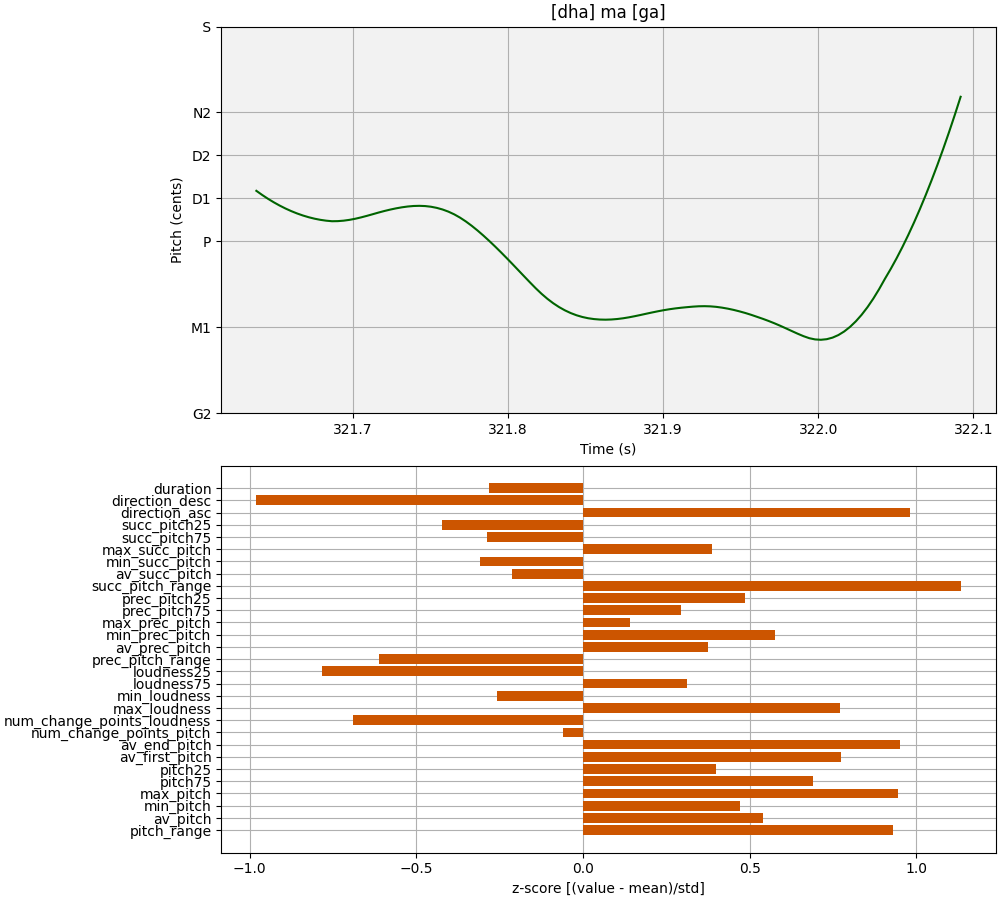 [dha] ma [ga]
S
N2
D2
D1
P
M1
G2
Pitch (cents)
321.7 321.8 321.9 322.0 322.1
Time (s)
duration
direction_desc
direction_asc
succ_pitch25
succ_pitch75
max_succ_pitch
min_succ_pitch
av_succ_pitch
succ_pitch_range
prec_pitch25
prec_pitch75
max_prec_pitch
min_prec_pitch
av_prec_pitch
prec_pitch_range
loudness25
loudness75
min_loudness
max_loudness
num_change_points_loudness
num_change_points_pitch
av_end_pitch
av_first_pitch
pitch25
pitch75
max_pitch
min_pitch
av_pitch
pitch_range
−1.0 −0.5 0.0 0.5 1.0
z-score [(value - mean)/std]